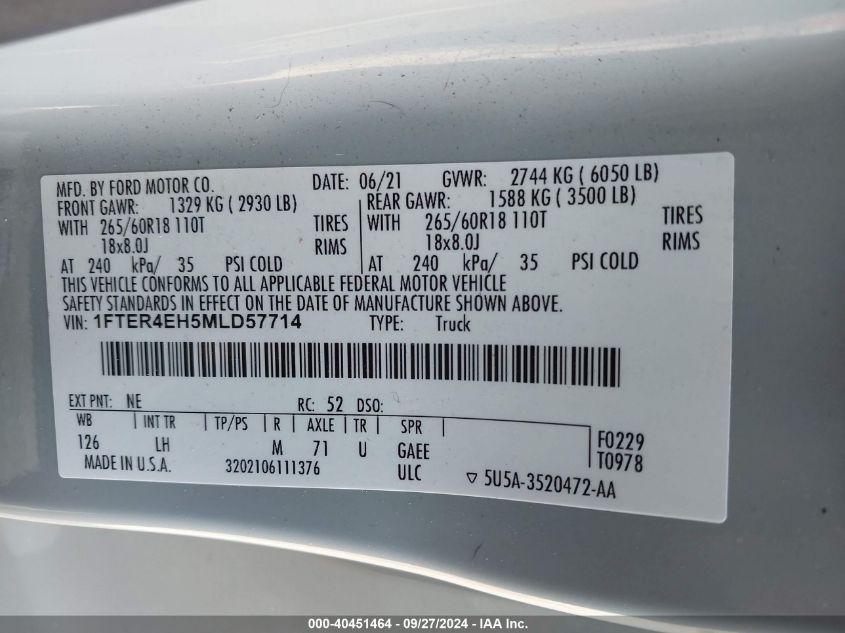 MFD. BY FORD MOTOR CO. DATE: 06/21 GVWR: 2744 KG ( 6050 LB)
FRONT GAWR: 1329 KG ( 2930 LB) REAR GAWR: 1588 KG ( 3500 LB)
WITH 265/60R18 110T TIRES WITH 265/60R18 110T TIRES
18x8.0J RIMS 18x8.0J RIMS
AT 240 kPa/ 35 PSI COLD AT 240 kPa/ 35 PSI COLD
THIS VEHICLE CONFORMS TO ALL APPLICABLE FEDERAL MOTOR VEHICLE
SAFETY STANDARDS IN EFFECT ON THE DATE OF MANUFACTURE SHOWN ABOVE.
VIN: 1FTER4EH5MLD57714 TYPE: Truck
EXT PNT: NE RC: 52 DSO:
WB INT TR TP/PS R AXLE TR SPR
126 LH M 71 U GAEE F0229
MADE IN U.S.A. 3202106111376 ULC T0978
5U5A-3520472-AA
000-40451464 / 09/27/2024 / IAA Inc.